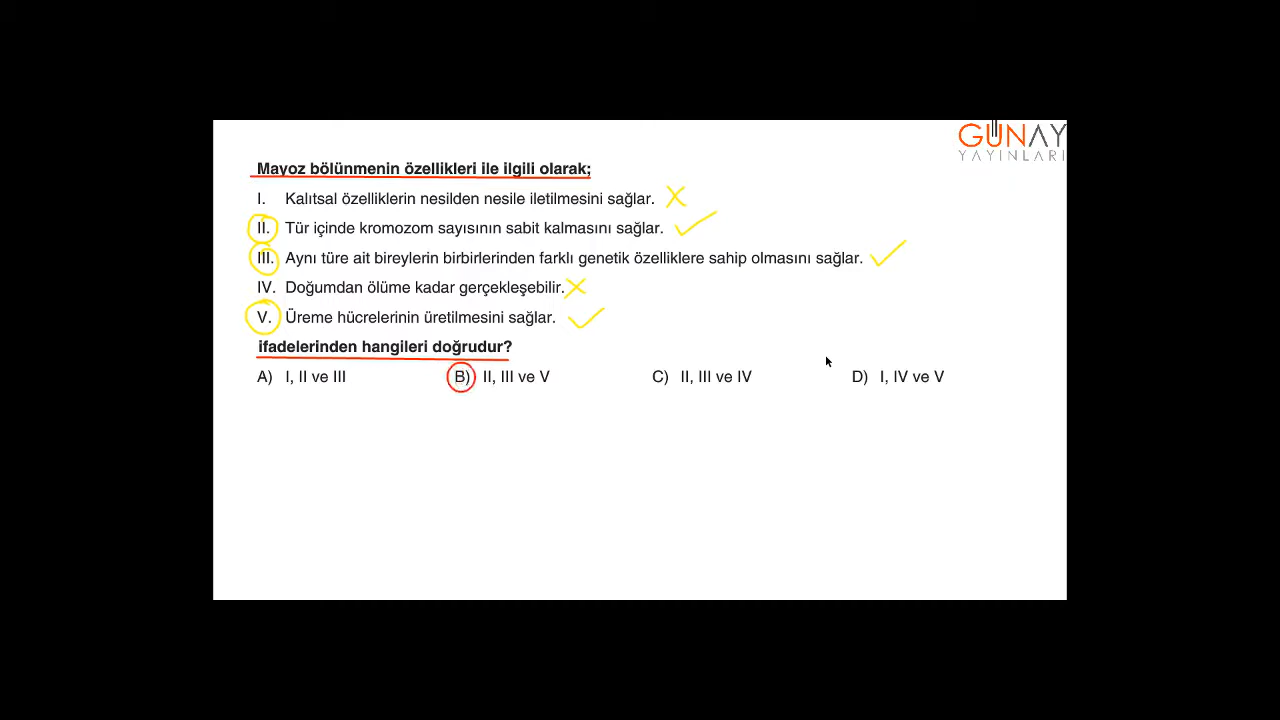 GÜNAY
YAYINLARI
Mayoz bölünmenin özellikleri ile ilgili olarak;
I. Kalıtsal özelliklerin nesilden nesile iletilmesini sağlar.
II. Tür içinde kromozom sayısının sabit kalmasını sağlar.
III. Aynı türe ait bireylerin birbirlerinden farklı genetik özelliklere sahip olmasını sağlar.
IV. Doğumdan ölüme kadar gerçekleşebilir.
V. Üreme hücrelerinin üretilmesini sağlar.
ifadelerinden hangileri doğrudur?
A) I, II ve III B) II, III ve V C) II, III ve IV D) I, IV ve V